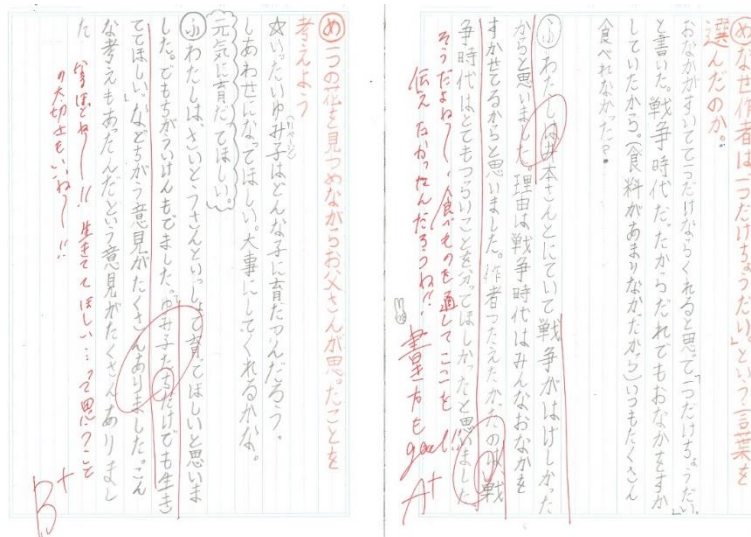 め なぜ作者は「一つだけちょうだい。」という言葉を
選んだのか。
おなかがすいてて一つだけならくれると思って「一つだけちょうだい。」
と書いた。戦争時代だったからだれでもおなかをすか
していたから。(食料があまりなかったから)いつもたくさん
食べれなかった?
ふ わたしは 本さんとにていて戦争がはげしかった
からと思いました。理由は戦争時代はみんなおなかを
すかせてるからと思いました。作者つたえたかったのは戦
争時代はとてもつらいことを分ってほしかったと思いました
そうだよね〜。食べものを通してここを!!
伝えたかったんだろうね!!
書き方も good!!
A+
め 一つの花を見つめながらお父さんが思ったことを
考えよう
☆いったいゆみ子はどんな子に育だつんだろう。
しあわせになってほしい。大事にしてくれるかな。
元気に育だてほしい。
ふ わたしは、さいとうさんといっしょで育てほしいと思いま
した。でもちがういけんもでました。ゆみ子たちだけでも生き
ててほしい。などちがう意見がたくさんありました。こん
な考えもあったんだという意見がたくさんありまし
た
なるほどね〜!! 生きててほしい…って思うこと
の大切さもいいね〜!!
B+